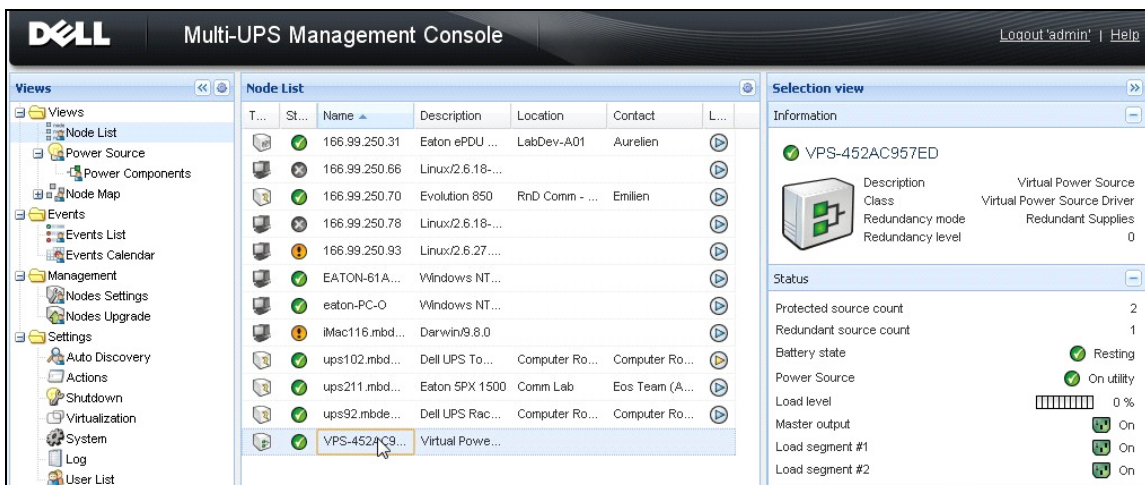 DELL
Multi-UPS Management Console
Logout 'admin' | Help
Views
Views
Node List
Power Source
Power Components
Node Map
Events
Events List
Events Calendar
Management
Nodes Settings
Nodes Upgrade
Settings
Auto Discovery
Actions
Shutdown
Virtualization
System
Log
User List
Node List
T... St... Name Description Location Contact L...
166.99.250.31 Eaton ePDU ... LabDev-A01 Aurelien
166.99.250.66 Linux/2.6.18-...
166.99.250.70 Evolution 850 RnD Comm - ... Emilien
166.99.250.78 Linux/2.6.18-...
166.99.250.93 Linux/2.6.27....
EATON-61A... Windows NT...
eaton-PC-O Windows NT...
iMac116.mbd... Darwin/9.8.0
ups102.mbd... Dell UPS To... Computer Ro... Computer Ro...
ups211.mbd... Eaton 5PX 1500 Comm Lab Eos Team (A...
ups92.mbde... Dell UPS Rac... Computer Ro... Computer Ro...
VPS-452AC9... Virtual Powe...
Selection view
Information
VPS-452AC957ED
Description Virtual Power Source
Class Virtual Power Source Driver
Redundancy mode Redundant Supplies
Redundancy level 0
Status
Protected source count 2
Redundant source count 1
Battery state Resting
Power Source On utility
Load level 0 %
Master output On
Load segment #1 On
Load segment #2 On